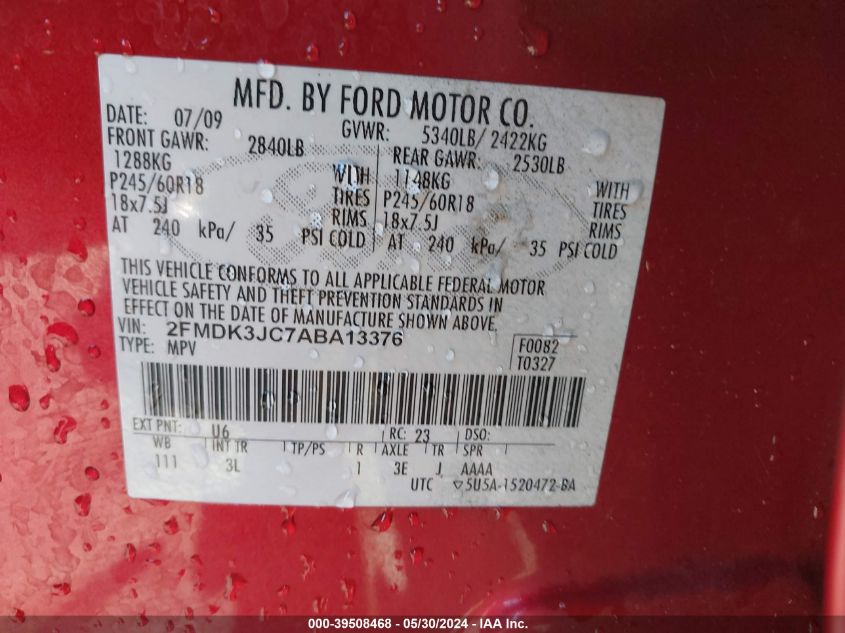 MFD. BY FORD MOTOR CO.
DATE: 07/09 GVWR: 5340LB/ 2422KG
FRONT GAWR: 2840LB REAR GAWR: 2530LB
1288KG WITH 1148KG WITH
P245/60R18 TIRES P245/60R18 TIRES
18x7.5J RIMS 18x7.5J RIMS
AT 240 kPa/ 35 PSI COLD AT 240 kPa/ 35 PSI COLD
THIS VEHICLE CONFORMS TO ALL APPLICABLE FEDERAL MOTOR
VEHICLE SAFETY AND THEFT PREVENTION STANDARDS IN
EFFECT ON THE DATE OF MANUFACTURE SHOWN ABOVE.
VIN: 2FMDK3JC7ABA13376
TYPE: MPV
F0082
T0327
EXT PNT: U6 RC: 23 DSO:
WB INT TR TP/PS R AXLE TR SPR
111 3L 1 3E J AAAA
UTC ▽5U5A-1520472-BA
000-39508468 - 05/30/2024 - IAA Inc.